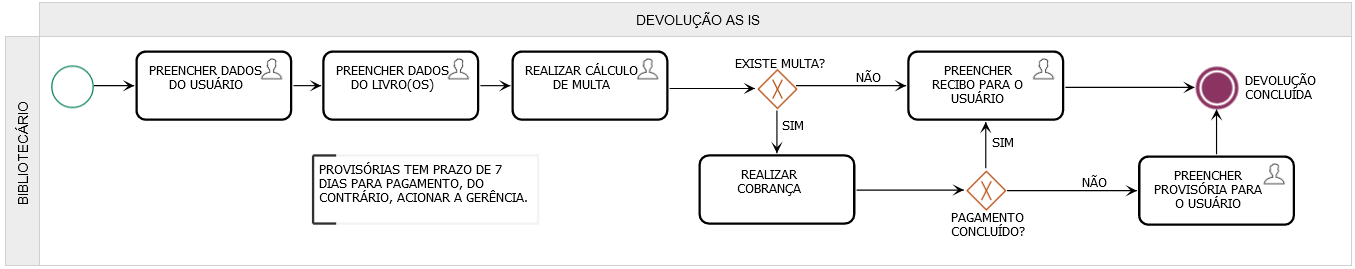 DEVOLUÇÃO AS IS
BIBLIOTECÁRIO
PREENCHER DADOS
DO USUÁRIO
PREENCHER DADOS
DO LIVRO(OS)
REALIZAR CÁLCULO
DE MULTA
EXISTE MULTA?
NÃO
PREENCHER
RECIBO PARA O
USUÁRIO
DEVOLUÇÃO
CONCLUÍDA
SIM
SIM
PROVISÓRIAS TEM PRAZO DE 7
DIAS PARA PAGAMENTO, DO
CONTRÁRIO, ACIONAR A GERÊNCIA.
REALIZAR
COBRANÇA
PAGAMENTO
CONCLUÍDO?
NÃO
PREENCHER
PROVISÓRIA PARA
O USUÁRIO